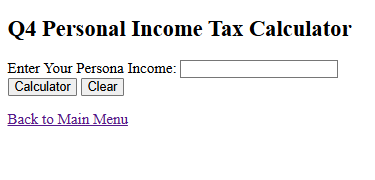 Q4 Personal Income Tax Calculator
Enter Your Persona Income:
Calculator Clear
Back to Main Menu